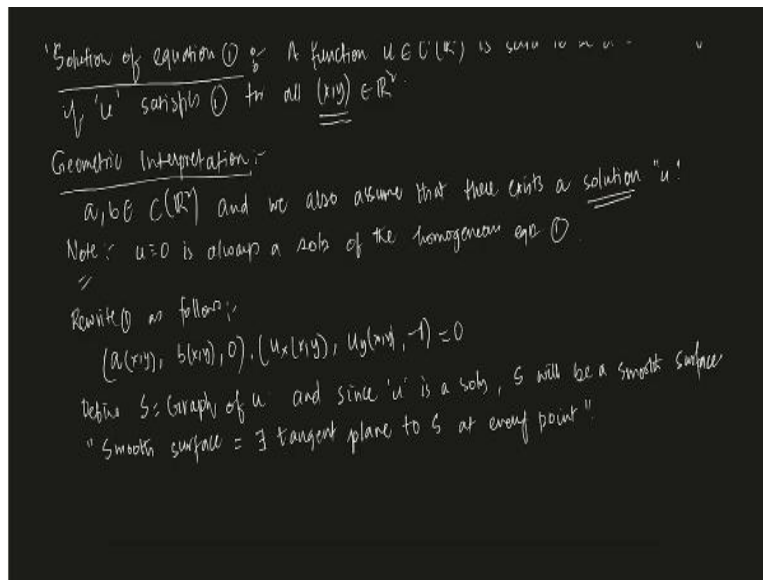 "Solution of equation ① : A function u ∈ C¹(ℝ²) is said to be a
if 'u' satisfies ① for all (x,y) ∈ ℝ².
Geometric Interpretation :-
a, b ∈ C(ℝ²) and we also assume that there exists a solution "u".
Note :- u ≡ 0 is always a soln of the homogeneous eqn ①.
Rewrite ① as follows :-
(a(x,y), b(x,y), 0) . (uₓ(x,y), u_y(x,y), -1) = 0
Define S = Graph of u and since 'u' is a soln, S will be a smooth surface
"Smooth surface = ∃ tangent plane to S at every point"